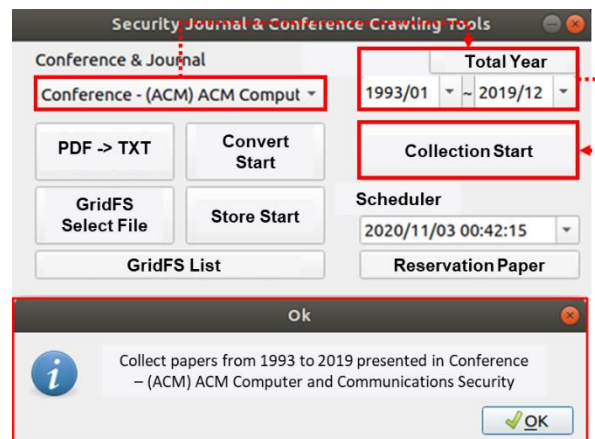 Security Journal & Conference Crawling Tools
Conference & Journal
Total Year
Conference - (ACM) ACM Comput
1993/01 ~ 2019/12
PDF -> TXT
Convert
Start
Collection Start
GridFS
Select File
Store Start
Scheduler
2020/11/03 00:42:15
GridFS List
Reservation Paper
Ok
Collect papers from 1993 to 2019 presented in Conference
– (ACM) ACM Computer and Communications Security
OK